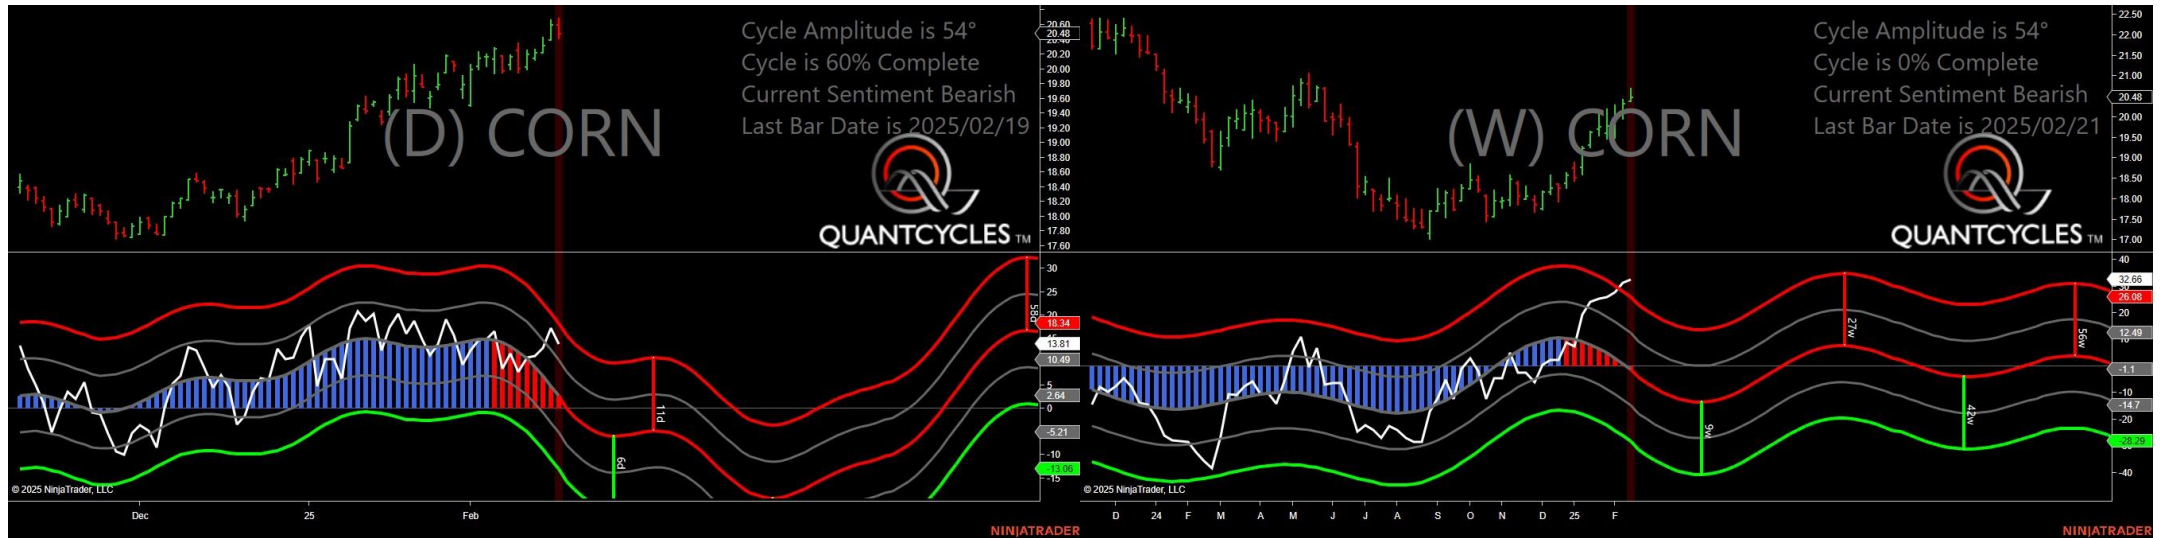 Cycle Amplitude is 54°
Cycle is 60% Complete
Current Sentiment Bearish
Last Bar Date is 2025/02/19
(D) CORN
QUANTCYCLES TM
20.60
20.48
20.20
20.00
19.80
19.60
19.40
19.20
19.00
18.80
18.60
18.40
18.20
18.00
17.80
17.60
30
25
20
58d
18.34
13.81
10.49
5
2.64
0
-5.21
-10
-13.06
-15
11d
6d
© 2025 NinjaTrader, LLC
Dec
25
Feb
NINJATRADER
Cycle Amplitude is 54°
Cycle is 0% Complete
Current Sentiment Bearish
Last Bar Date is 2025/02/21
(W) CORN
QUANTCYCLES TM
22.50
22.00
21.50
21.00
20.48
20.00
19.50
19.00
18.50
18.00
17.50
17.00
40
32.66
26.08
20
12.49
-1.1
-10
-14.7
-20
-28.29
-40
27w
56w
9w
42w
© 2025 NinjaTrader, LLC
D 24 F M A M J J A S O N D 25 F
NINJATRADER